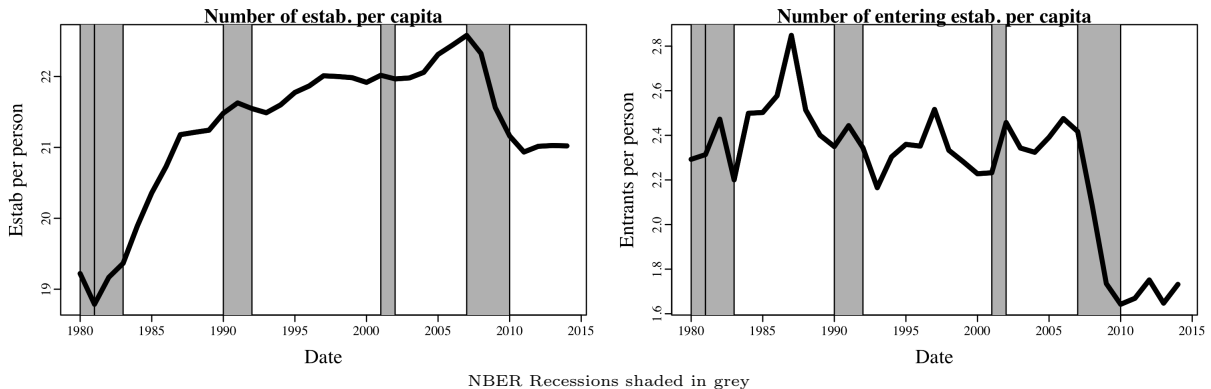 Number of estab. per capita
Estab per person
22
21
20
19
1980 1985 1990 1995 2000 2005 2010 2015
Date
Number of entering estab. per capita
Entrants per person
2.8
2.6
2.4
2.2
2.0
1.8
1.6
1980 1985 1990 1995 2000 2005 2010 2015
Date
NBER Recessions shaded in grey